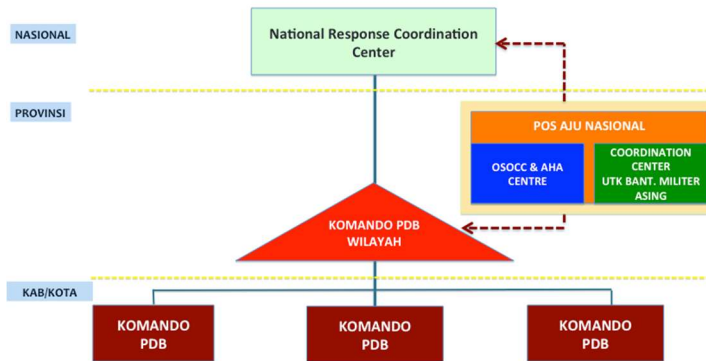 NASIONAL
National Response Coordination
Center
PROVINSI
POS AJU NASIONAL
OSOCC & AHA
CENTRE
COORDINATION
CENTER
UTK BANT. MILITER
ASING
KOMANDO PDB
WILAYAH
KAB/KOTA
KOMANDO
PDB
KOMANDO
PDB
KOMANDO
PDB